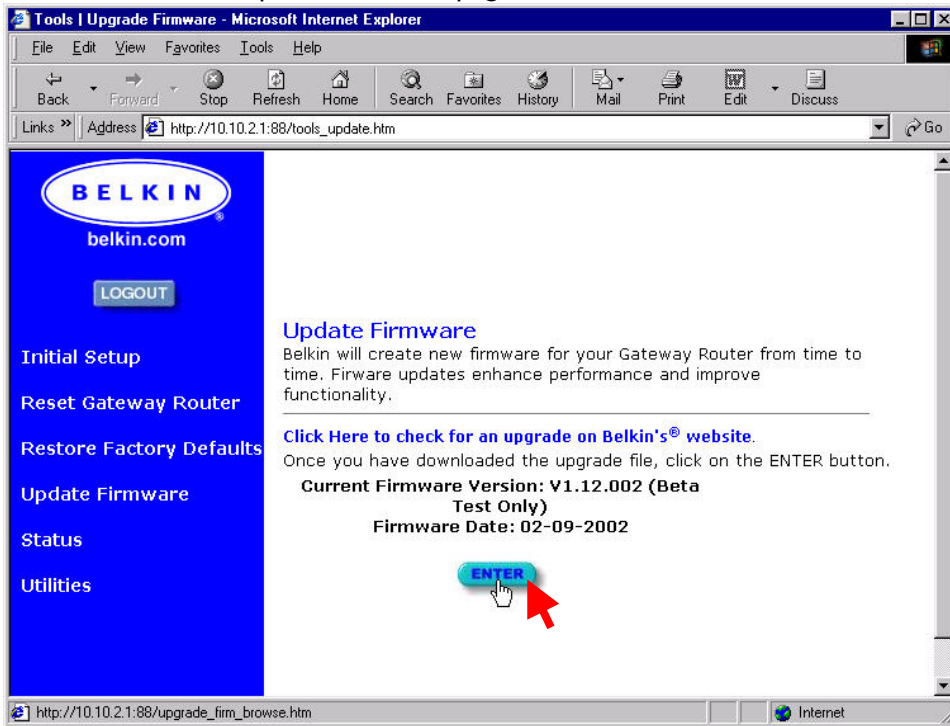 Tools | Upgrade Firmware - Microsoft Internet Explorer
File Edit View Favorites Tools Help
Back Forward Stop Refresh Home Search Favorites History Mail Print Edit Discuss
Links » Address http://10.10.2.1:88/tools_update.htm Go
BELKIN®
belkin.com
LOGOUT
Initial Setup
Reset Gateway Router
Restore Factory Defaults
Update Firmware
Status
Utilities
Update Firmware
Belkin will create new firmware for your Gateway Router from time to
time. Firware updates enhance performance and improve
functionality.
Click Here to check for an upgrade on Belkin's® website.
Once you have downloaded the upgrade file, click on the ENTER button.
Current Firmware Version: V1.12.002 (Beta
Test Only)
Firmware Date: 02-09-2002
ENTER
http://10.10.2.1:88/upgrade_firm_browse.htm Internet